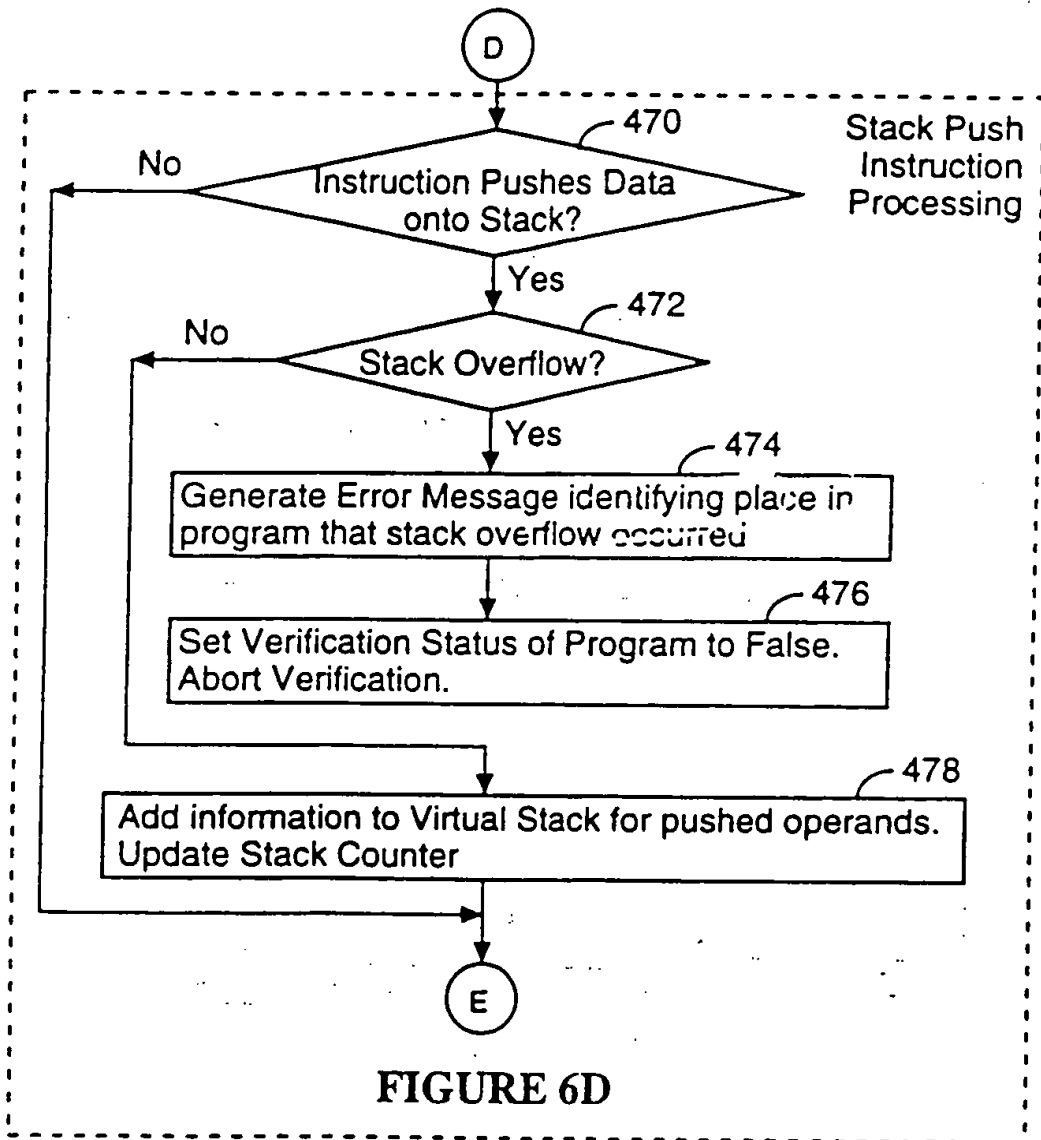 D
470
Stack Push
Instruction
Processing
No
Instruction Pushes Data
onto Stack?
Yes
472
No
Stack Overflow?
Yes
474
Generate Error Message identifying place in
program that stack overflow occurred
476
Set Verification Status of Program to False.
Abort Verification.
478
Add information to Virtual Stack for pushed operands.
Update Stack Counter
E
FIGURE 6D